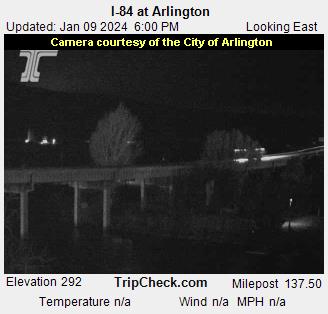 I-84 at Arlington
Updated: Jan 09 2024 6:00 PM Looking East
Camera courtesy of the City of Arlington
Elevation 292 TripCheck.com Milepost 137.50
Temperature n/a Wind n/a MPH n/a